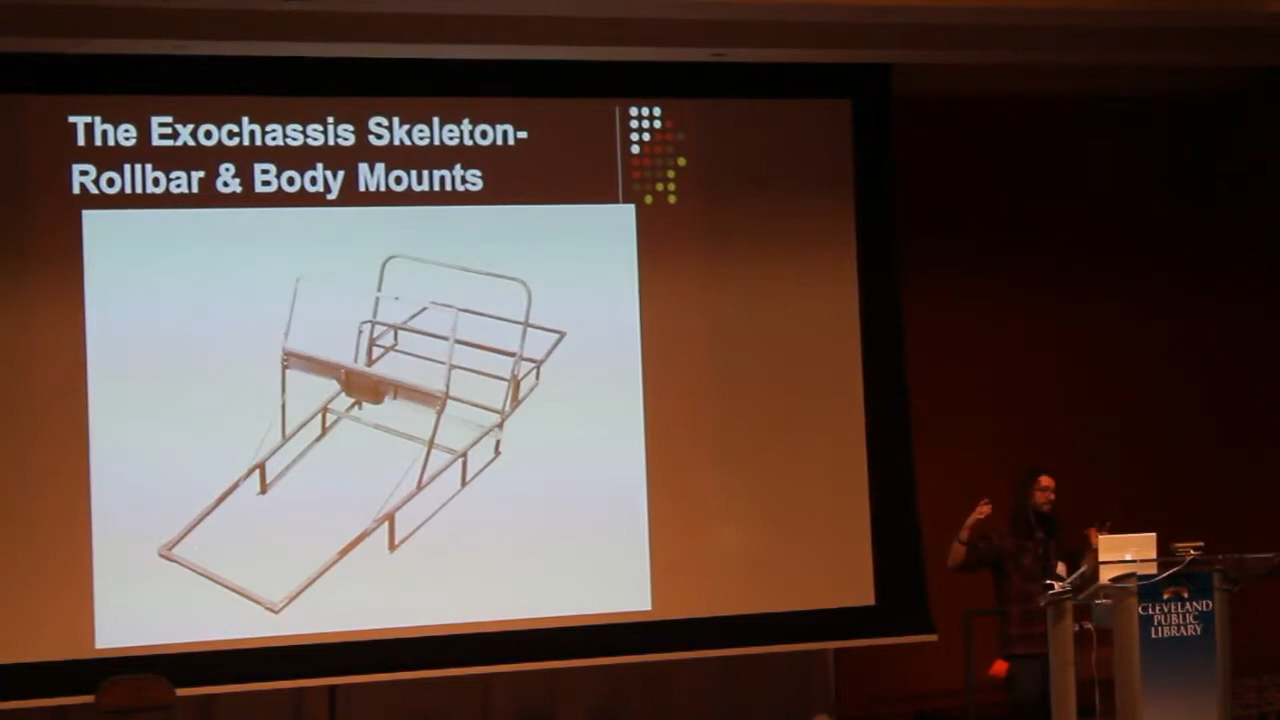 The Exochassis Skeleton-
Rollbar & Body Mounts
CLEVELAND
PUBLIC
LIBRARY